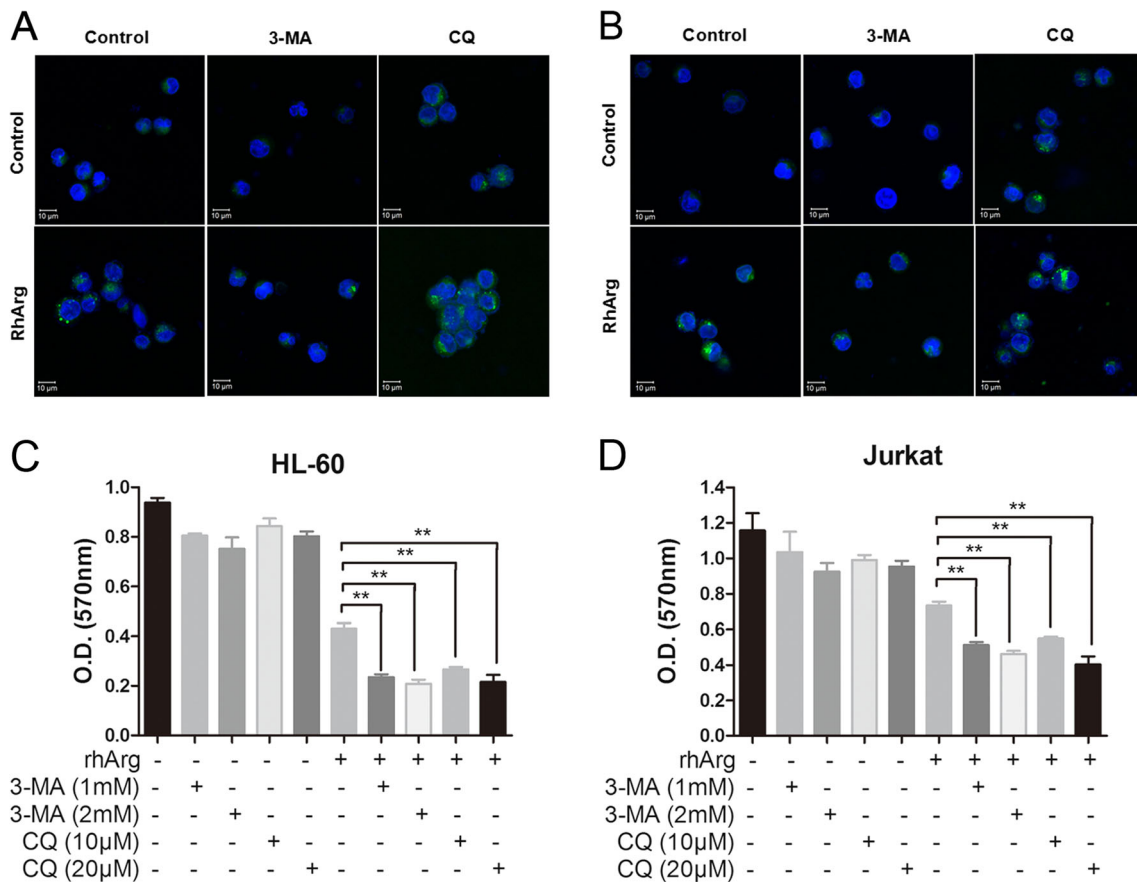 A
Control 3-MA CQ
Control
10 μm 10 μm 10 μm
RhArg
10 μm 10 μm 10 μm
B
Control 3-MA CQ
Control
10 μm 10 μm 10 μm
RhArg
10 μm 10 μm 10 μm
C
HL-60
O.D. (570nm)
1.0
0.8
0.6
0.4
0.2
0.0
**
**
**
**
rhArg - - - - - + + + + +
3-MA (1mM) - + - - - - + - - -
3-MA (2mM) - - + - - - - + - -
CQ (10μM) - - - + - - - - + -
CQ (20μM) - - - - + - - - - +
D
Jurkat
O.D. (570nm)
1.4
1.2
1.0
0.8
0.6
0.4
0.2
0.0
**
**
**
**
rhArg - - - - - + + + + +
3-MA (1mM) - + - - - - + - - -
3-MA (2mM) - - + - - - - + - -
CQ (10μM) - - - + - - - - + -
CQ (20μM) - - - - + - - - - +